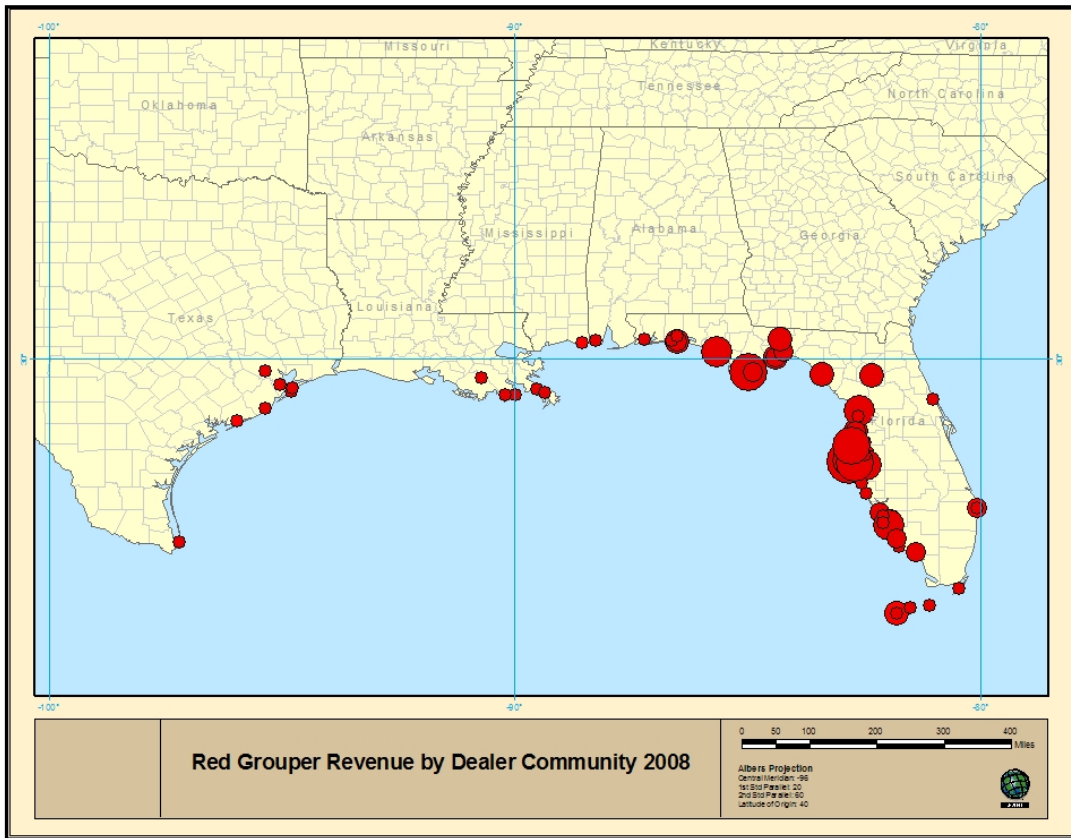 -100°
-90°
-80°
Missouri
Kentucky
Virginia
Oklahoma
Tennessee
North Carolina
Arkansas
South Carolina
Mississippi
Alabama
Georgia
Louisiana
Texas
30°
30°
Florida
-100°
-90°
-80°
Red Grouper Revenue by Dealer Community 2008
0 50 100 200 300 400
Miles
Albers Projection
Central Meridian: -96
1st Std Parallel: 20
2nd Std Parallel: 60
Latitude of Origin: 40